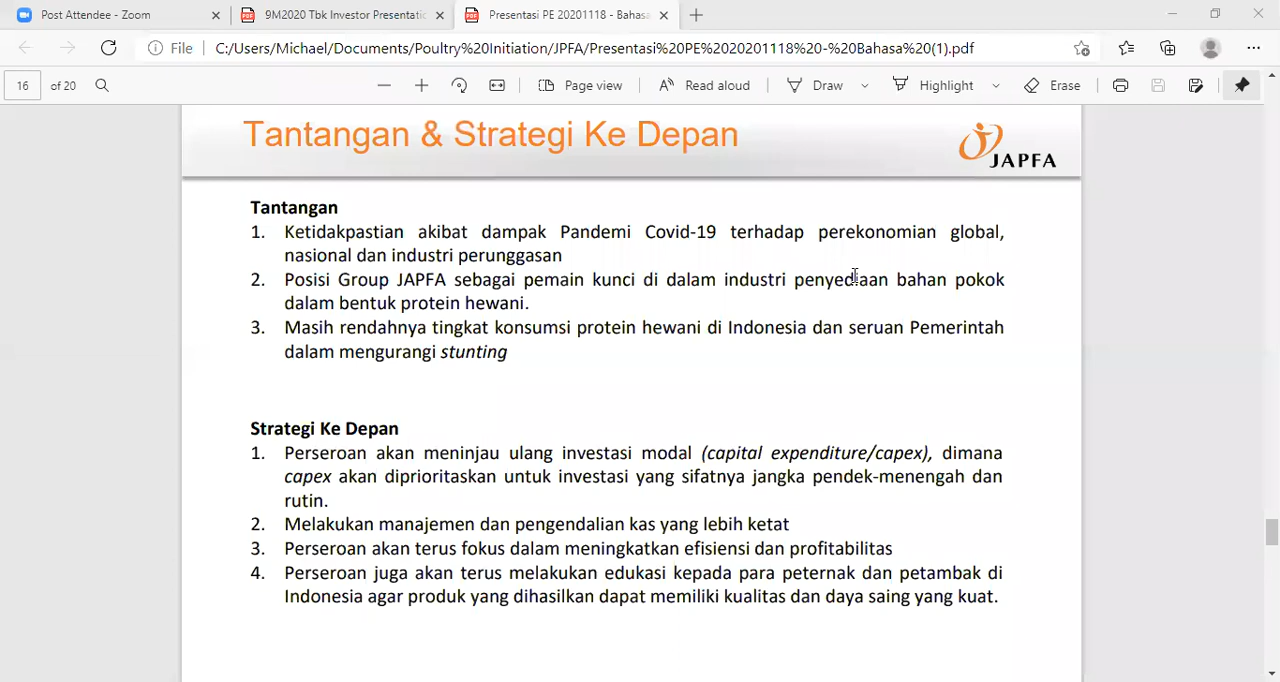 Post Attendee - Zoom
9M2020 Tbk Investor Presentatio
Presentasi PE 20201118 - Bahasa
File
C:/Users/Michael/Documents/Poultry%20Initiation/JPFA/Presentasi%20PE%2020201118%20-%20Bahasa%20(1).pdf
16 of 20
Page view
Read aloud
Draw
Highlight
Erase
Tantangan & Strategi Ke Depan
JAPFA
Tantangan
1. Ketidakpastian akibat dampak Pandemi Covid-19 terhadap perekonomian global,
nasional dan industri perunggasan
2. Posisi Group JAPFA sebagai pemain kunci di dalam industri penyediaan bahan pokok
dalam bentuk protein hewani.
3. Masih rendahnya tingkat konsumsi protein hewani di Indonesia dan seruan Pemerintah
dalam mengurangi stunting
Strategi Ke Depan
1. Perseroan akan meninjau ulang investasi modal (capital expenditure/capex), dimana
capex akan diprioritaskan untuk investasi yang sifatnya jangka pendek-menengah dan
rutin.
2. Melakukan manajemen dan pengendalian kas yang lebih ketat
3. Perseroan akan terus fokus dalam meningkatkan efisiensi dan profitabilitas
4. Perseroan juga akan terus melakukan edukasi kepada para peternak dan petambak di
Indonesia agar produk yang dihasilkan dapat memiliki kualitas dan daya saing yang kuat.